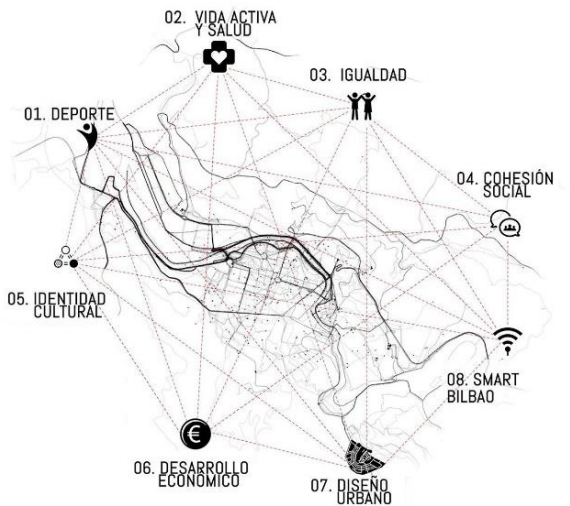 02. VIDA ACTIVA
Y SALUD
03. IGUALDAD
01. DEPORTE
04. COHESIÓN
SOCIAL
05. IDENTIDAD
CULTURAL
08. SMART
BILBAO
06. DESARROLLO
ECONÓMICO
07. DISEÑO
URBANO